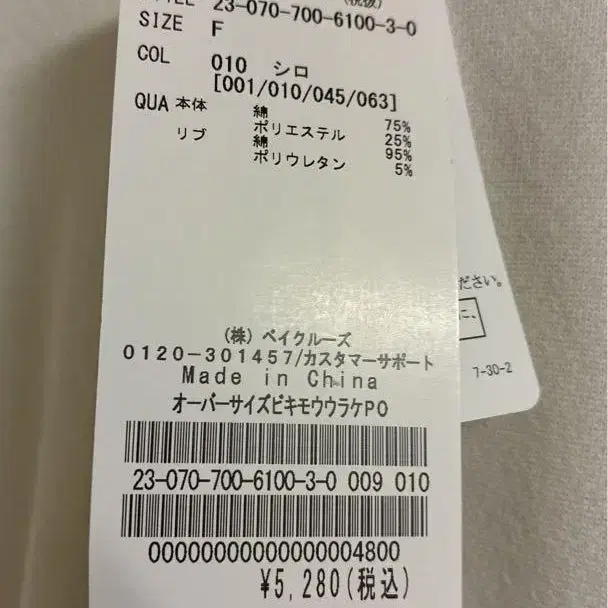 23-070-700-6100-3-0
SIZE F
COL 010 シロ
[001/010/045/063]
QUA 本体 綿 75%
ポリエステル 25%
リブ 綿 95%
ポリウレタン 5%
ださい。
に、
7-30-2
(株) ベイクルーズ
0120-301457/カスタマーサポート
Made in China
オーバーサイズビキモウウラケPO
23-070-700-6100-3-0 009 010
00000000000000004800
¥5,280(税込)